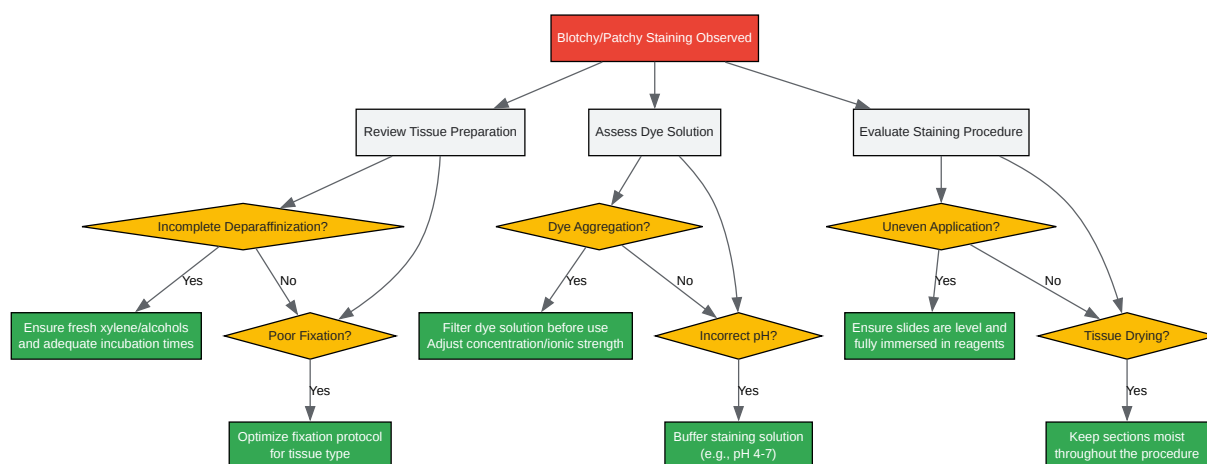 Blotchy/Patchy Staining Observed
Review Tissue Preparation
Assess Dye Solution
Evaluate Staining Procedure
Incomplete Deparaffinization?
Dye Aggregation?
Uneven Application?
Yes
No
Yes
No
Yes
No
Ensure fresh xylene/alcohols
and adequate incubation times
Poor Fixation?
Filter dye solution before use
Adjust concentration/ionic strength
Incorrect pH?
Ensure slides are level and
fully immersed in reagents
Tissue Drying?
Yes
Yes
Yes
Optimize fixation protocol
for tissue type
Buffer staining solution
(e.g., pH 4-7)
Keep sections moist
throughout the procedure